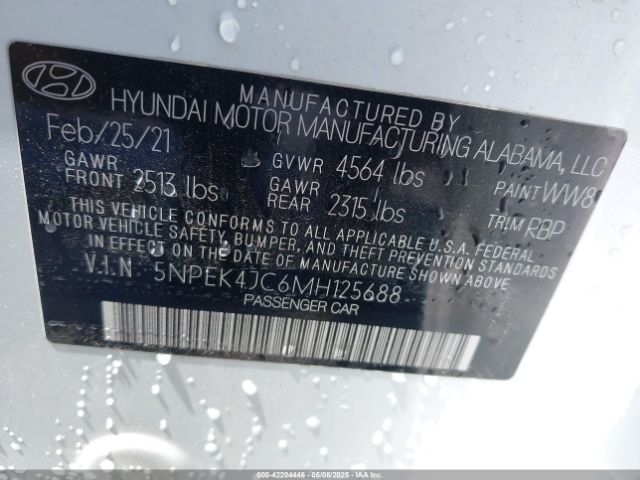 MANUFACTURED BY
HYUNDAI MOTOR MANUFACTURING ALABAMA, LLC
Feb/25/21 GVWR 4564 lbs PAINT WW8
GAWR FRONT 2513 lbs GAWR REAR 2315 lbs TRIM RBP
THIS VEHICLE CONFORMS TO ALL APPLICABLE U.S.A. FEDERAL
MOTOR VEHICLE SAFETY, BUMPER, AND THEFT PREVENTION
STANDARDS IN EFFECT ON THE DATE OF MANUFACTURE SHOWN ABOVE
V.I.N 5NPEK4JC6MH125688
PASSENGER CAR
000-42204446 - 05/08/2025 - COPYRIGHT IAA, LLC.